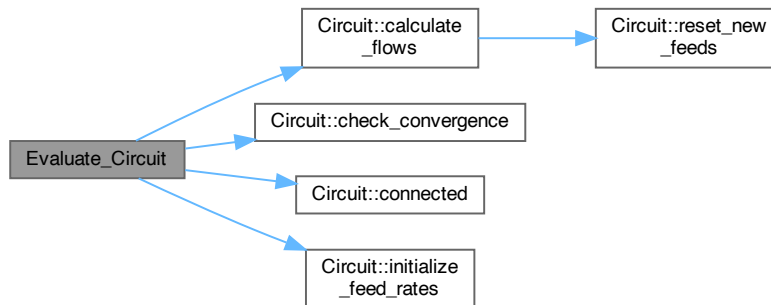 Circuit::calculate
_flows
Circuit::reset_new
_feeds
Circuit::check_convergence
Evaluate_Circuit
Circuit::connected
Circuit::initialize
_feed_rates